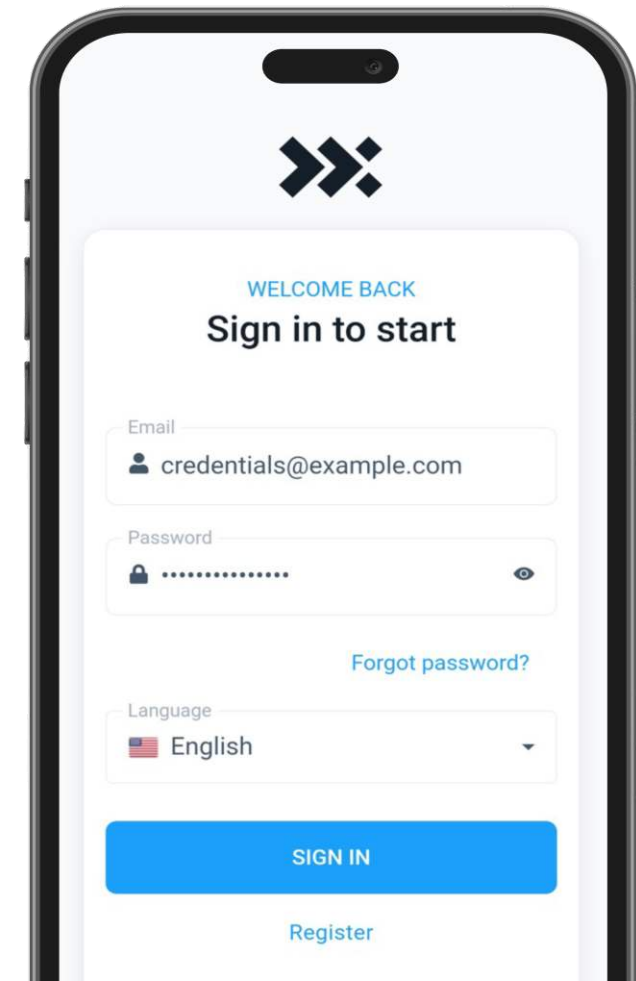 WELCOME BACK
Sign in to start
Email
credentials@example.com
Password
•••••••••••••••
Forgot password?
Language
English
SIGN IN
Register